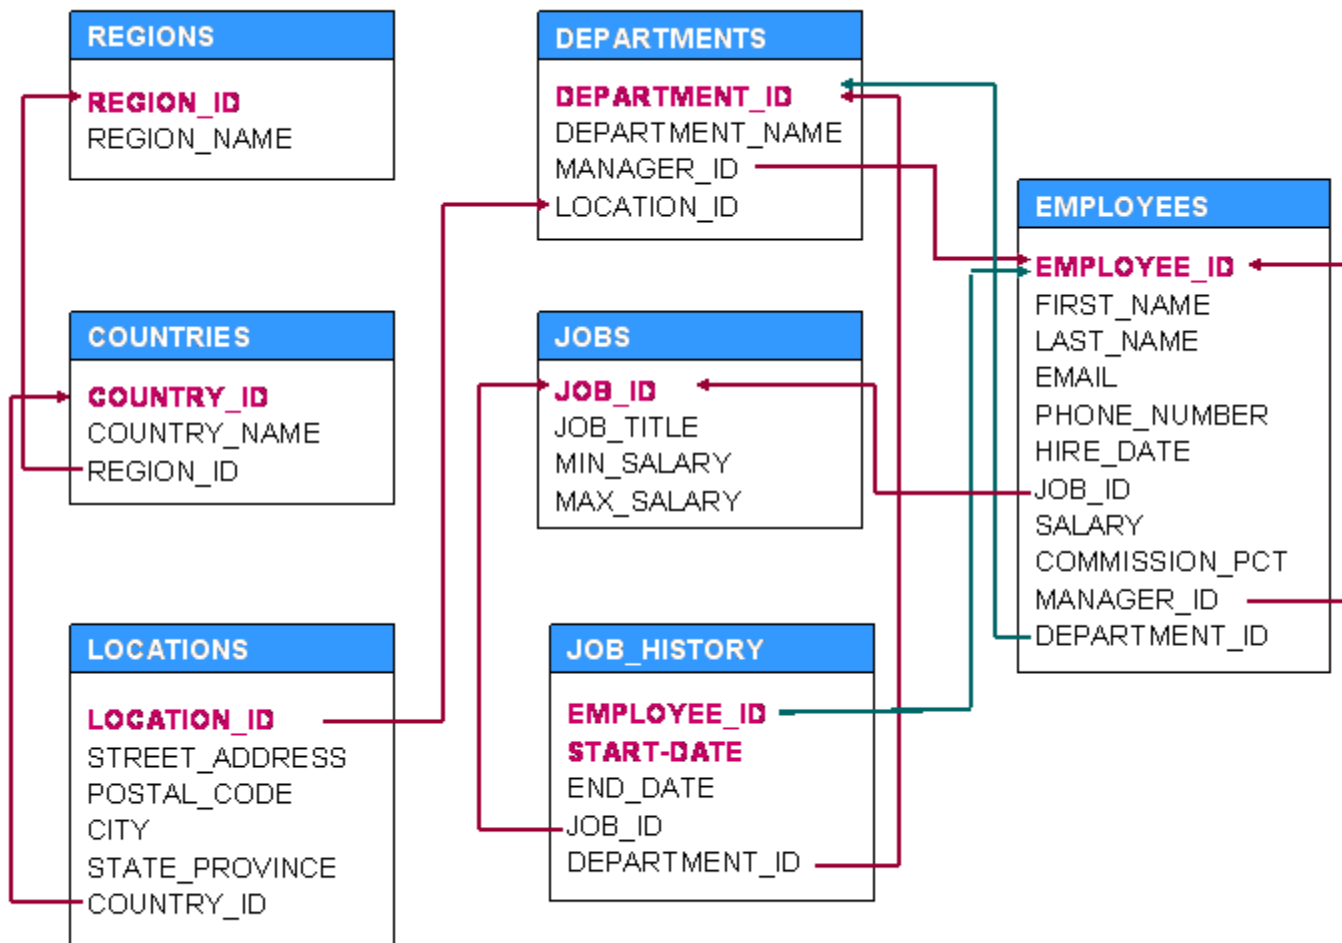 REGIONS
REGION_ID
REGION_NAME
DEPARTMENTS
DEPARTMENT_ID
DEPARTMENT_NAME
MANAGER_ID
LOCATION_ID
EMPLOYEES
EMPLOYEE_ID
FIRST_NAME
LAST_NAME
EMAIL
PHONE_NUMBER
HIRE_DATE
JOB_ID
SALARY
COMMISSION_PCT
MANAGER_ID
DEPARTMENT_ID
COUNTRIES
COUNTRY_ID
COUNTRY_NAME
REGION_ID
JOBS
JOB_ID
JOB_TITLE
MIN_SALARY
MAX_SALARY
LOCATIONS
LOCATION_ID
STREET_ADDRESS
POSTAL_CODE
CITY
STATE_PROVINCE
COUNTRY_ID
JOB_HISTORY
EMPLOYEE_ID
START-DATE
END_DATE
JOB_ID
DEPARTMENT_ID